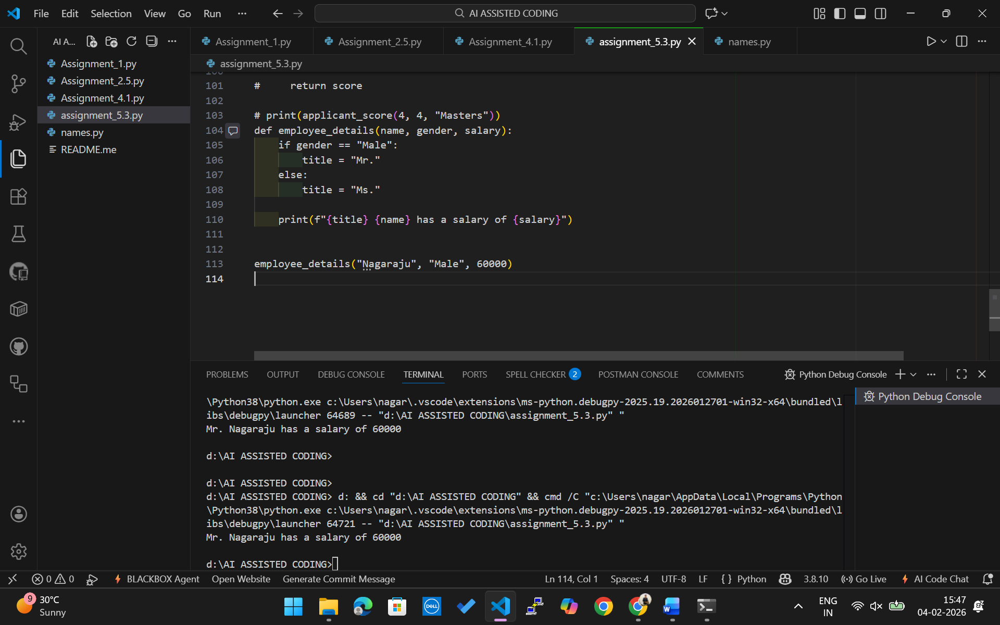 File Edit Selection View Go Run ··· AI ASSISTED CODING
AI A... ···
Assignment_1.py
Assignment_2.5.py
Assignment_4.1.py
assignment_5.3.py
names.py
README.me
Assignment_1.py Assignment_2.5.py Assignment_4.1.py assignment_5.3.py names.py
assignment_5.3.py
101 #     return score
102
103 # print(applicant_score(4, 4, "Masters"))
104 def employee_details(name, gender, salary):
105     if gender == "Male":
106         title = "Mr."
107     else:
108         title = "Ms."
109
110     print(f"{title} {name} has a salary of {salary}")
111
112
113 employee_details("Nagaraju", "Male", 60000)
114
PROBLEMS OUTPUT DEBUG CONSOLE TERMINAL PORTS SPELL CHECKER 2 POSTMAN CONSOLE COMMENTS Python Debug Console
Python Debug Console
\Python38\python.exe c:\Users\nagar\.vscode\extensions\ms-python.debugpy-2025.19.2026012701-win32-x64\bundled\l
ibs\debugpy\launcher 64689 -- "d:\AI ASSISTED CODING\assignment_5.3.py" "
Mr. Nagaraju has a salary of 60000
d:\AI ASSISTED CODING>
d:\AI ASSISTED CODING>
d:\AI ASSISTED CODING> d: && cd "d:\AI ASSISTED CODING" && cmd /C "c:\Users\nagar\AppData\Local\Programs\Python
\Python38\python.exe c:\Users\nagar\.vscode\extensions\ms-python.debugpy-2025.19.2026012701-win32-x64\bundled\l
ibs\debugpy\launcher 64721 -- "d:\AI ASSISTED CODING\assignment_5.3.py" "
Mr. Nagaraju has a salary of 60000
d:\AI ASSISTED CODING>
0 0 BLACKBOX Agent Open Website Generate Commit Message Ln 114, Col 1 Spaces: 4 UTF-8 LF { } Python 3.8.10 Go Live AI Code Chat
9
30°C
Sunny
DELL
W
ENG
IN
15:47
04-02-2026